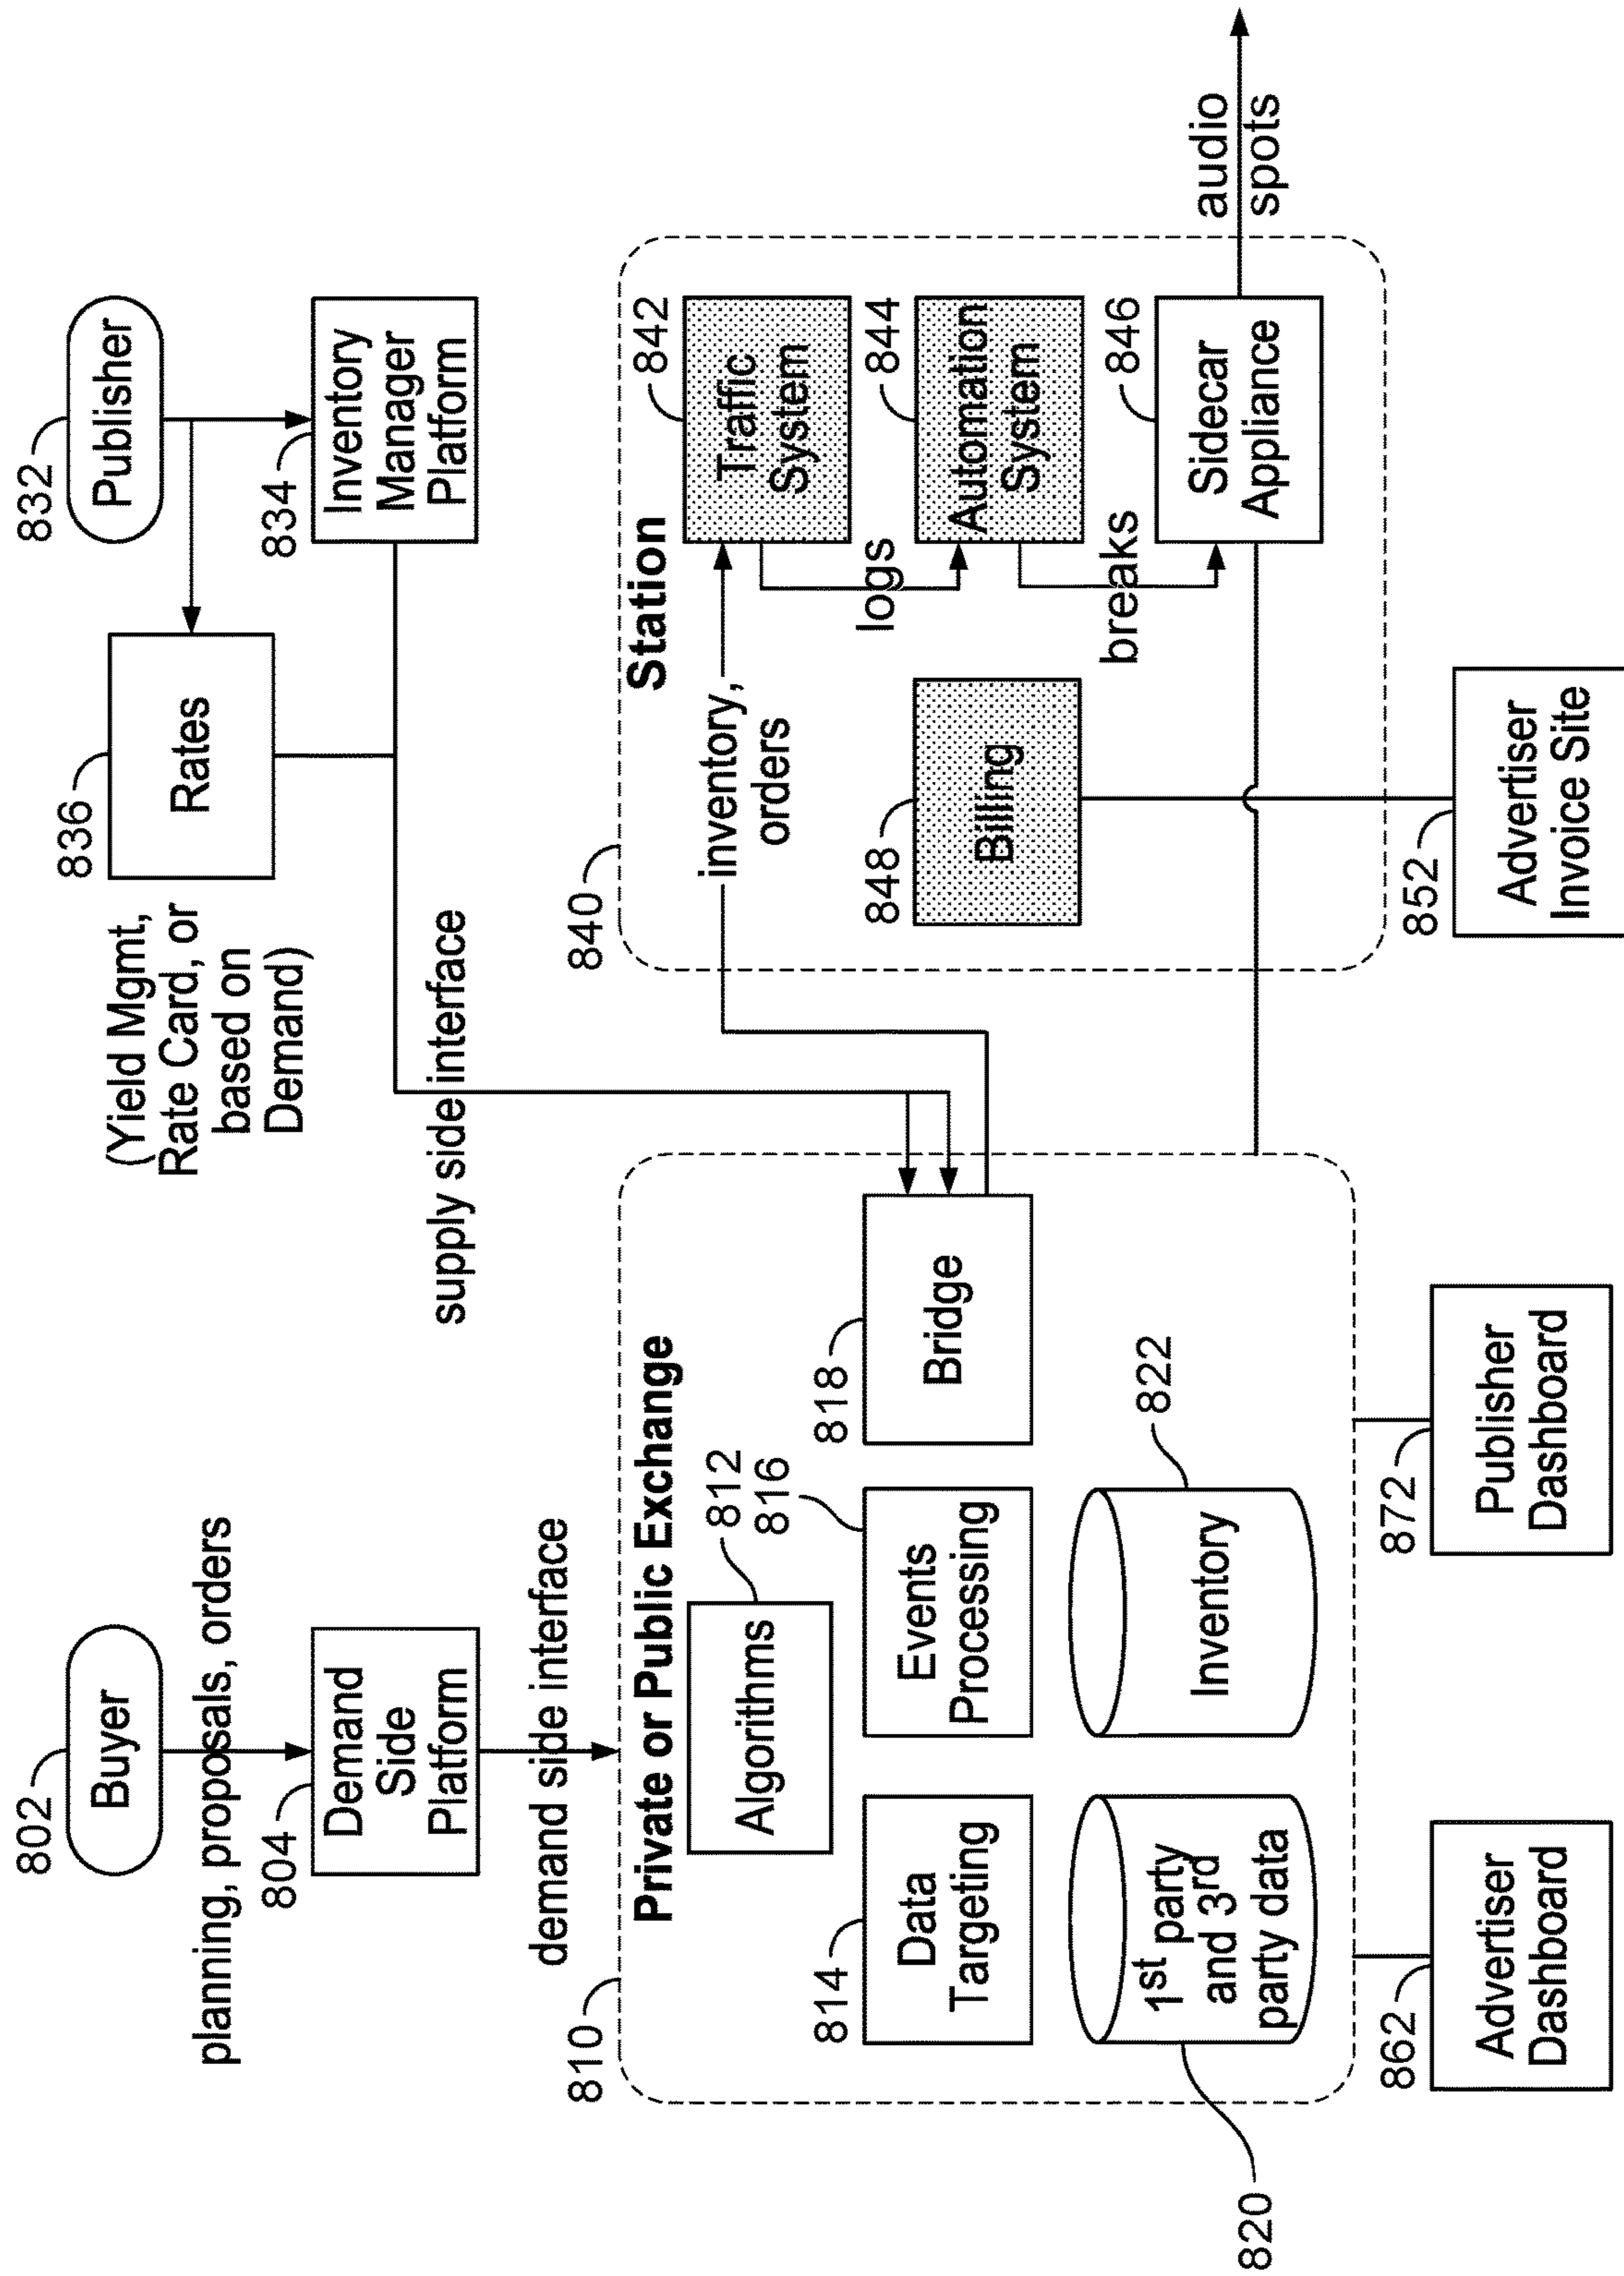 802
Buyer
planning, proposals, orders
804
Demand
Side
Platform
demand side interface
832
Publisher
834
Inventory
Manager
Platform
836
Rates
(Yield Mgmt,
Rate Card, or
based on
Demand)
supply side interface
810
Private or Public Exchange
Algorithms
812
814
Data
Targeting
816
Events
Processing
818
Bridge
820
1st party
and 3rd
party data
822
Inventory
840
Station
inventory,
orders
842
Traffic
System
logs
844
Automation
System
breaks
846
Sidecar
Appliance
audio
spots
848
Billing
852
Advertiser
Invoice Site
862
Advertiser
Dashboard
872
Publisher
Dashboard